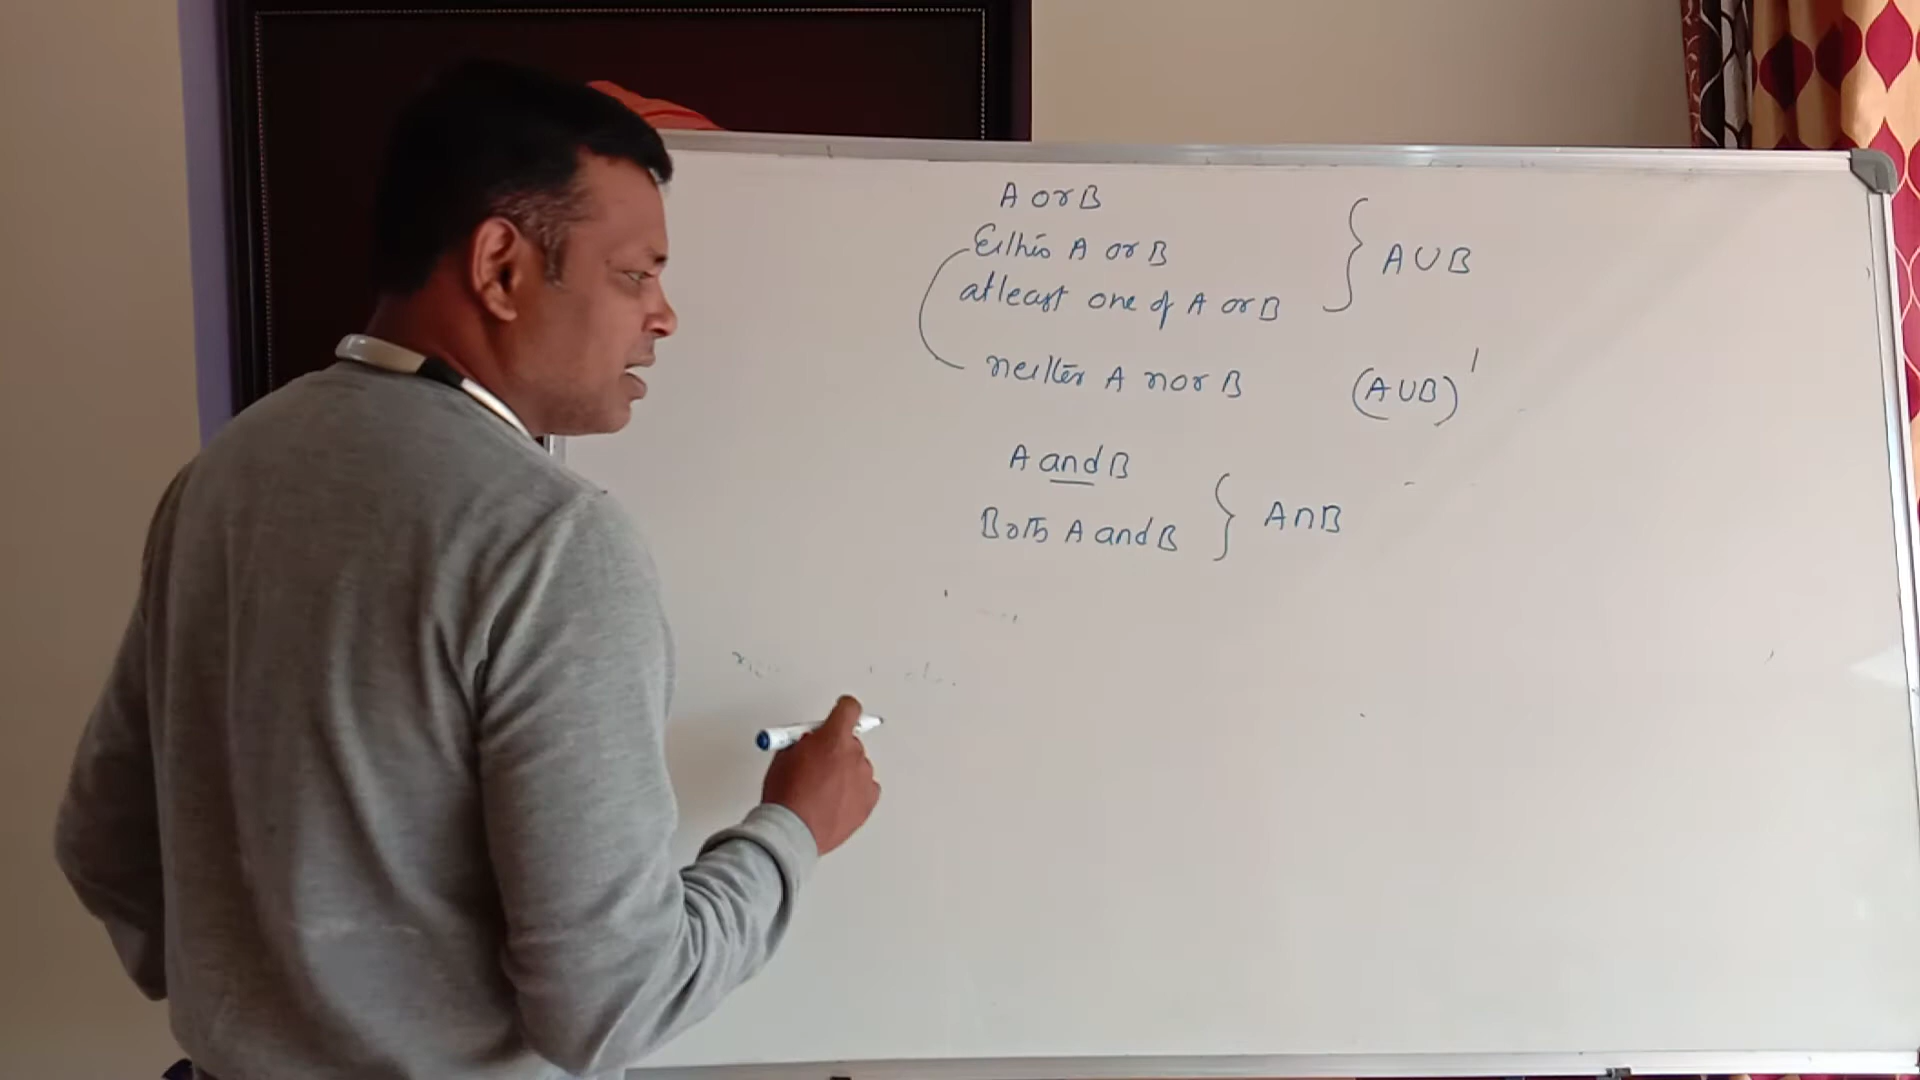 A or B
Either A or B
atleast one of A or B
} A∪B
neither A nor B (A∪B)'
A and B
Both A and B
} A∩B